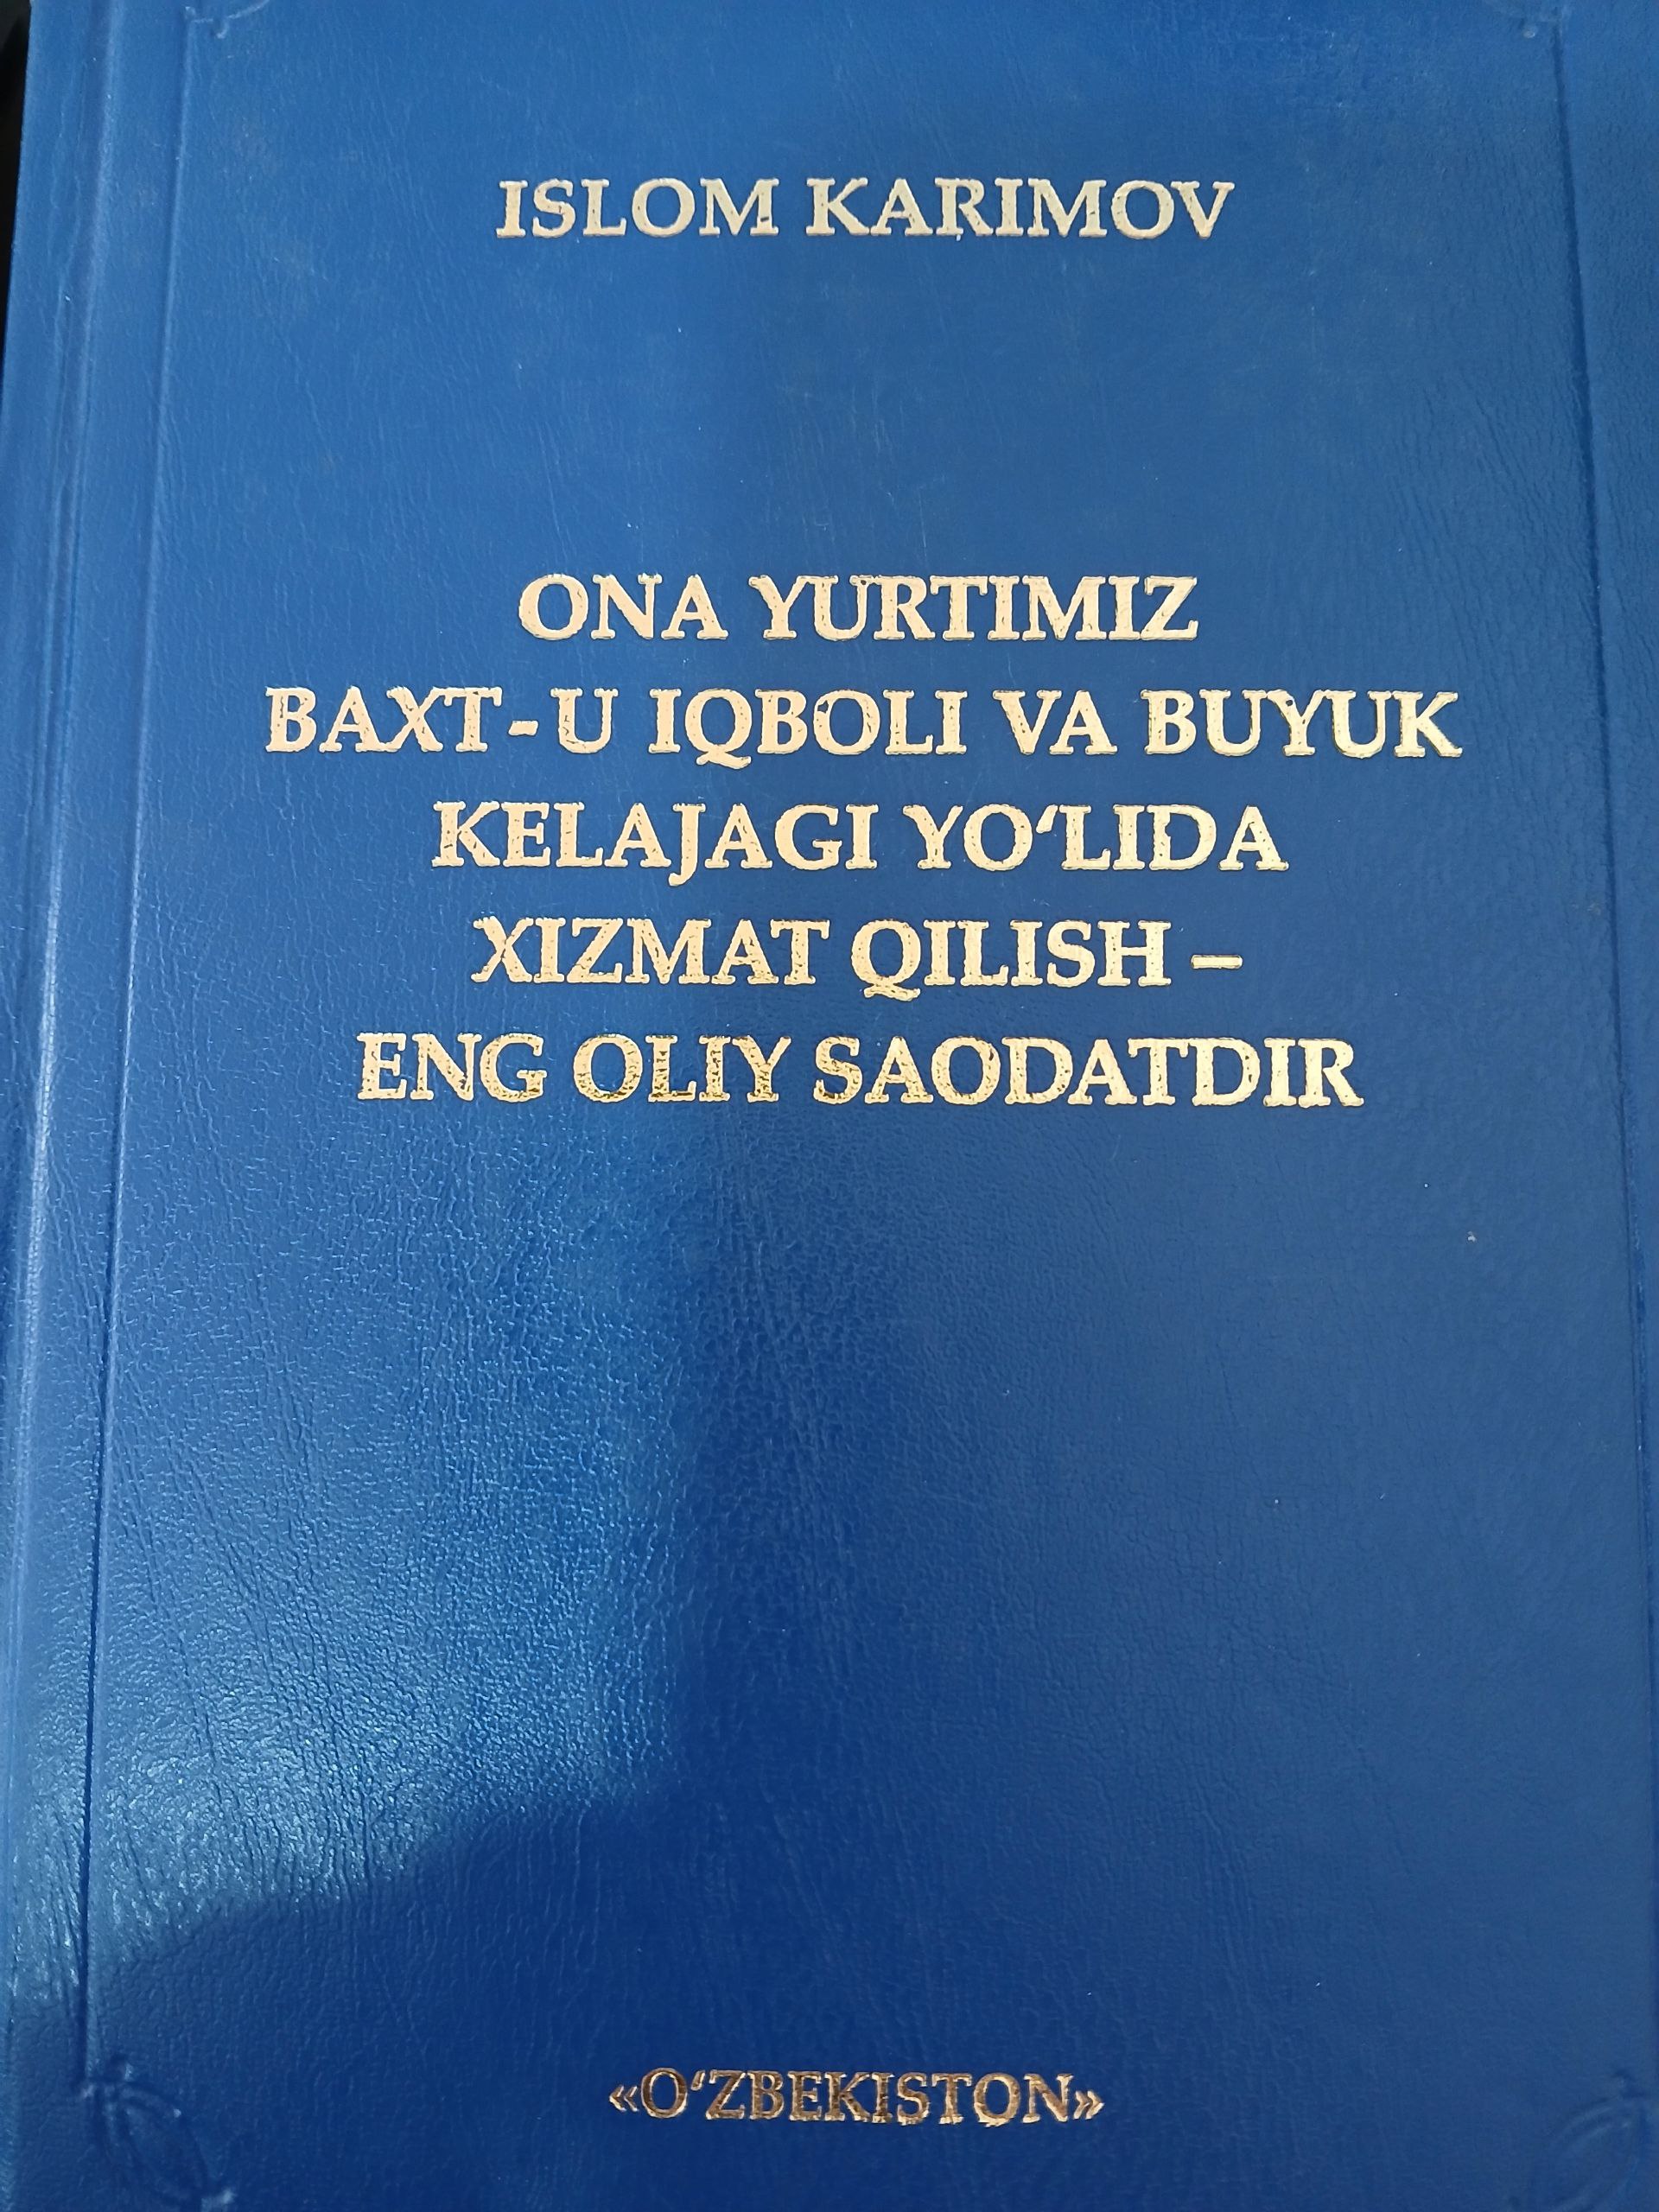 ISLOM KARIMOV
ONA YURTIMIZ
BAXT-U IQBOLI VA BUYUK
KELAJAGI YO‘LIDA
XIZMAT QILISH –
ENG OLIY SAODATDIR
«O‘ZBEKISTON»